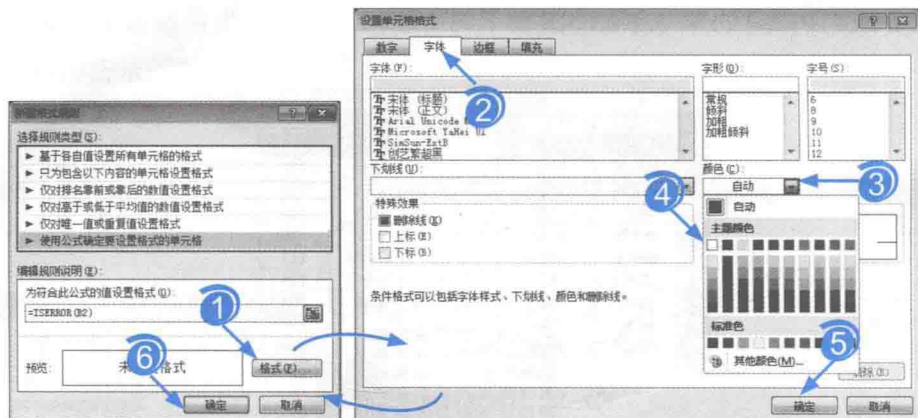 新建格式规则
选择规则类型(S):
► 基于各自值设置所有单元格的格式
► 只为包含以下内容的单元格设置格式
► 仅对排名靠前或靠后的数值设置格式
► 仅对高于或低于平均值的数值设置格式
► 仅对唯一值或重复值设置格式
► 使用公式确定要设置格式的单元格
编辑规则说明(E):
为符合此公式的值设置格式(O):
=ISERROR(B2)
1
6
预览:
格式(F)...
确定
取消
设置单元格格式
数字
字体
边框
填充
2
字体(F):
宋体 (标题)
宋体 (正文)
Arial Unicode
Microsoft YaHei UI
SimSun-ExtB
创艺繁超黑
字形(O):
常规
倾斜
加粗
加粗倾斜
字号(S):
6
8
9
10
11
12
下划线(U):
颜色(C):
自动
3
4
自动
主题颜色
特殊效果
删除线(K)
上标(E)
下标(B)
条件格式可以包括字体样式、下划线、颜色和删除线。
标准色
其他颜色(M)...
5
确定
取消